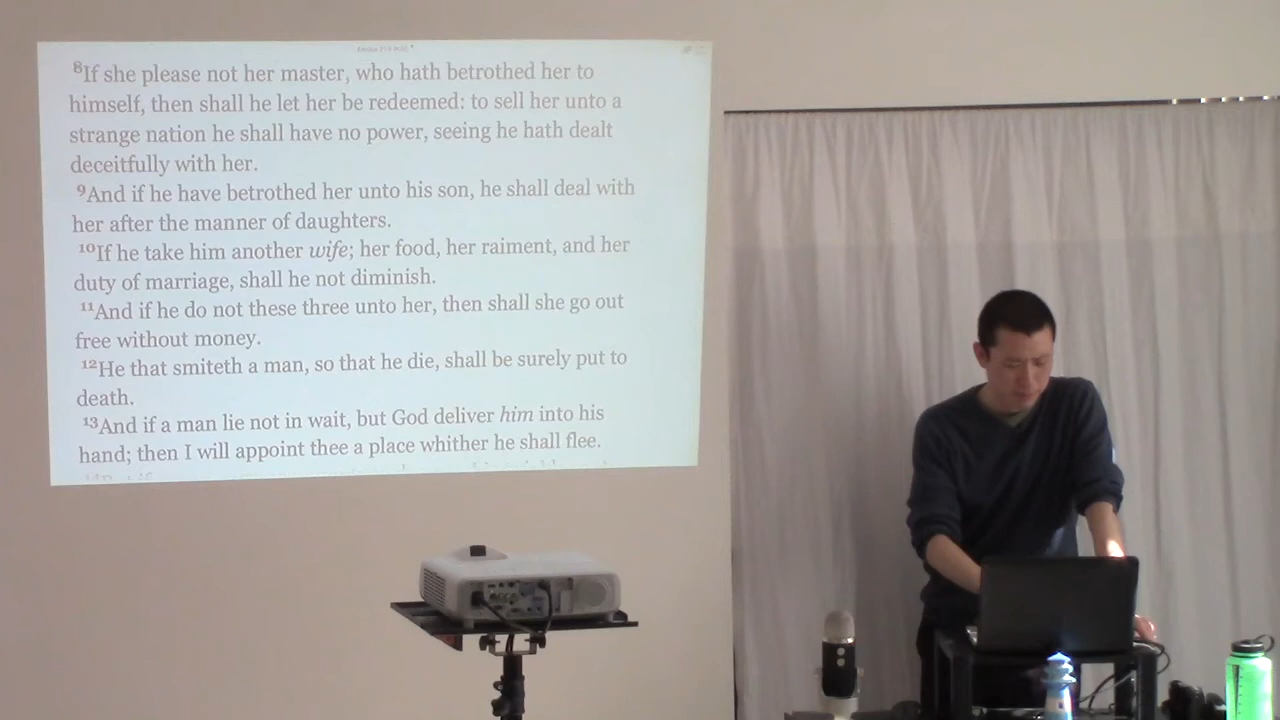 ⁸If she please not her master, who hath betrothed her to
himself, then shall he let her be redeemed: to sell her unto a
strange nation he shall have no power, seeing he hath dealt
deceitfully with her.
⁹And if he have betrothed her unto his son, he shall deal with
her after the manner of daughters.
¹⁰If he take him another wife; her food, her raiment, and her
duty of marriage, shall he not diminish.
¹¹And if he do not these three unto her, then shall she go out
free without money.
¹²He that smiteth a man, so that he die, shall be surely put to
death.
¹³And if a man lie not in wait, but God deliver him into his
hand; then I will appoint thee a place whither he shall flee.